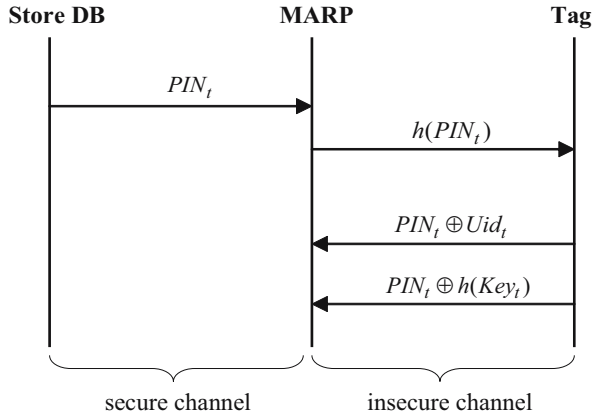 Store DB MARP Tag
PIN_t
h(PIN_t)
PIN_t ⊕ Uid_t
PIN_t ⊕ h(Key_t)
secure channel insecure channel